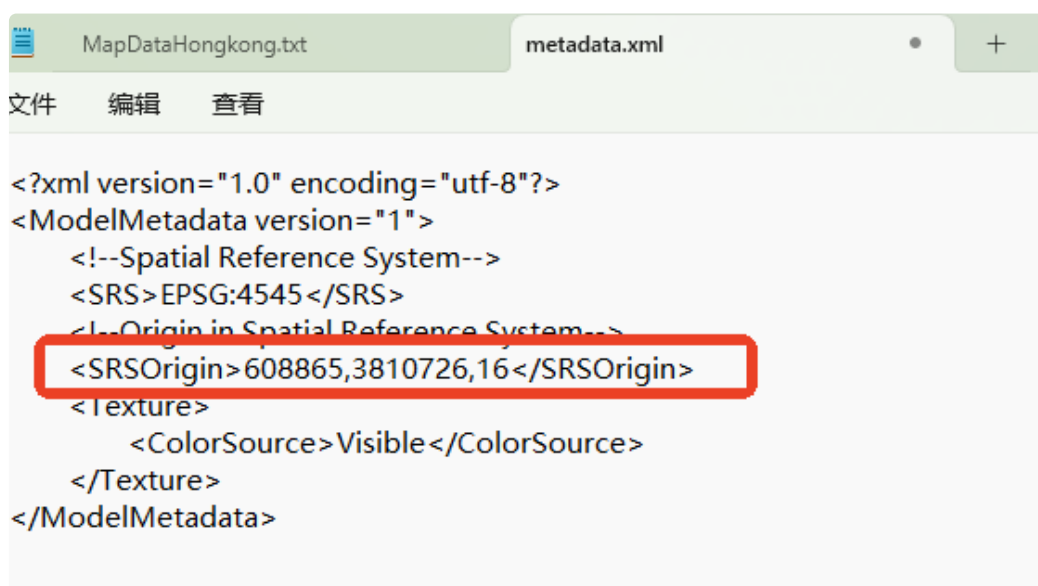 MapDataHongkong.txt metadata.xml
文件 编辑 查看
<?xml version="1.0" encoding="utf-8"?>
<ModelMetadata version="1">
<!--Spatial Reference System-->
<SRS>EPSG:4545</SRS>
<!--Origin in Spatial Reference System-->
<SRSOrigin>608865,3810726,16</SRSOrigin>
<Texture>
<ColorSource>Visible</ColorSource>
</Texture>
</ModelMetadata>